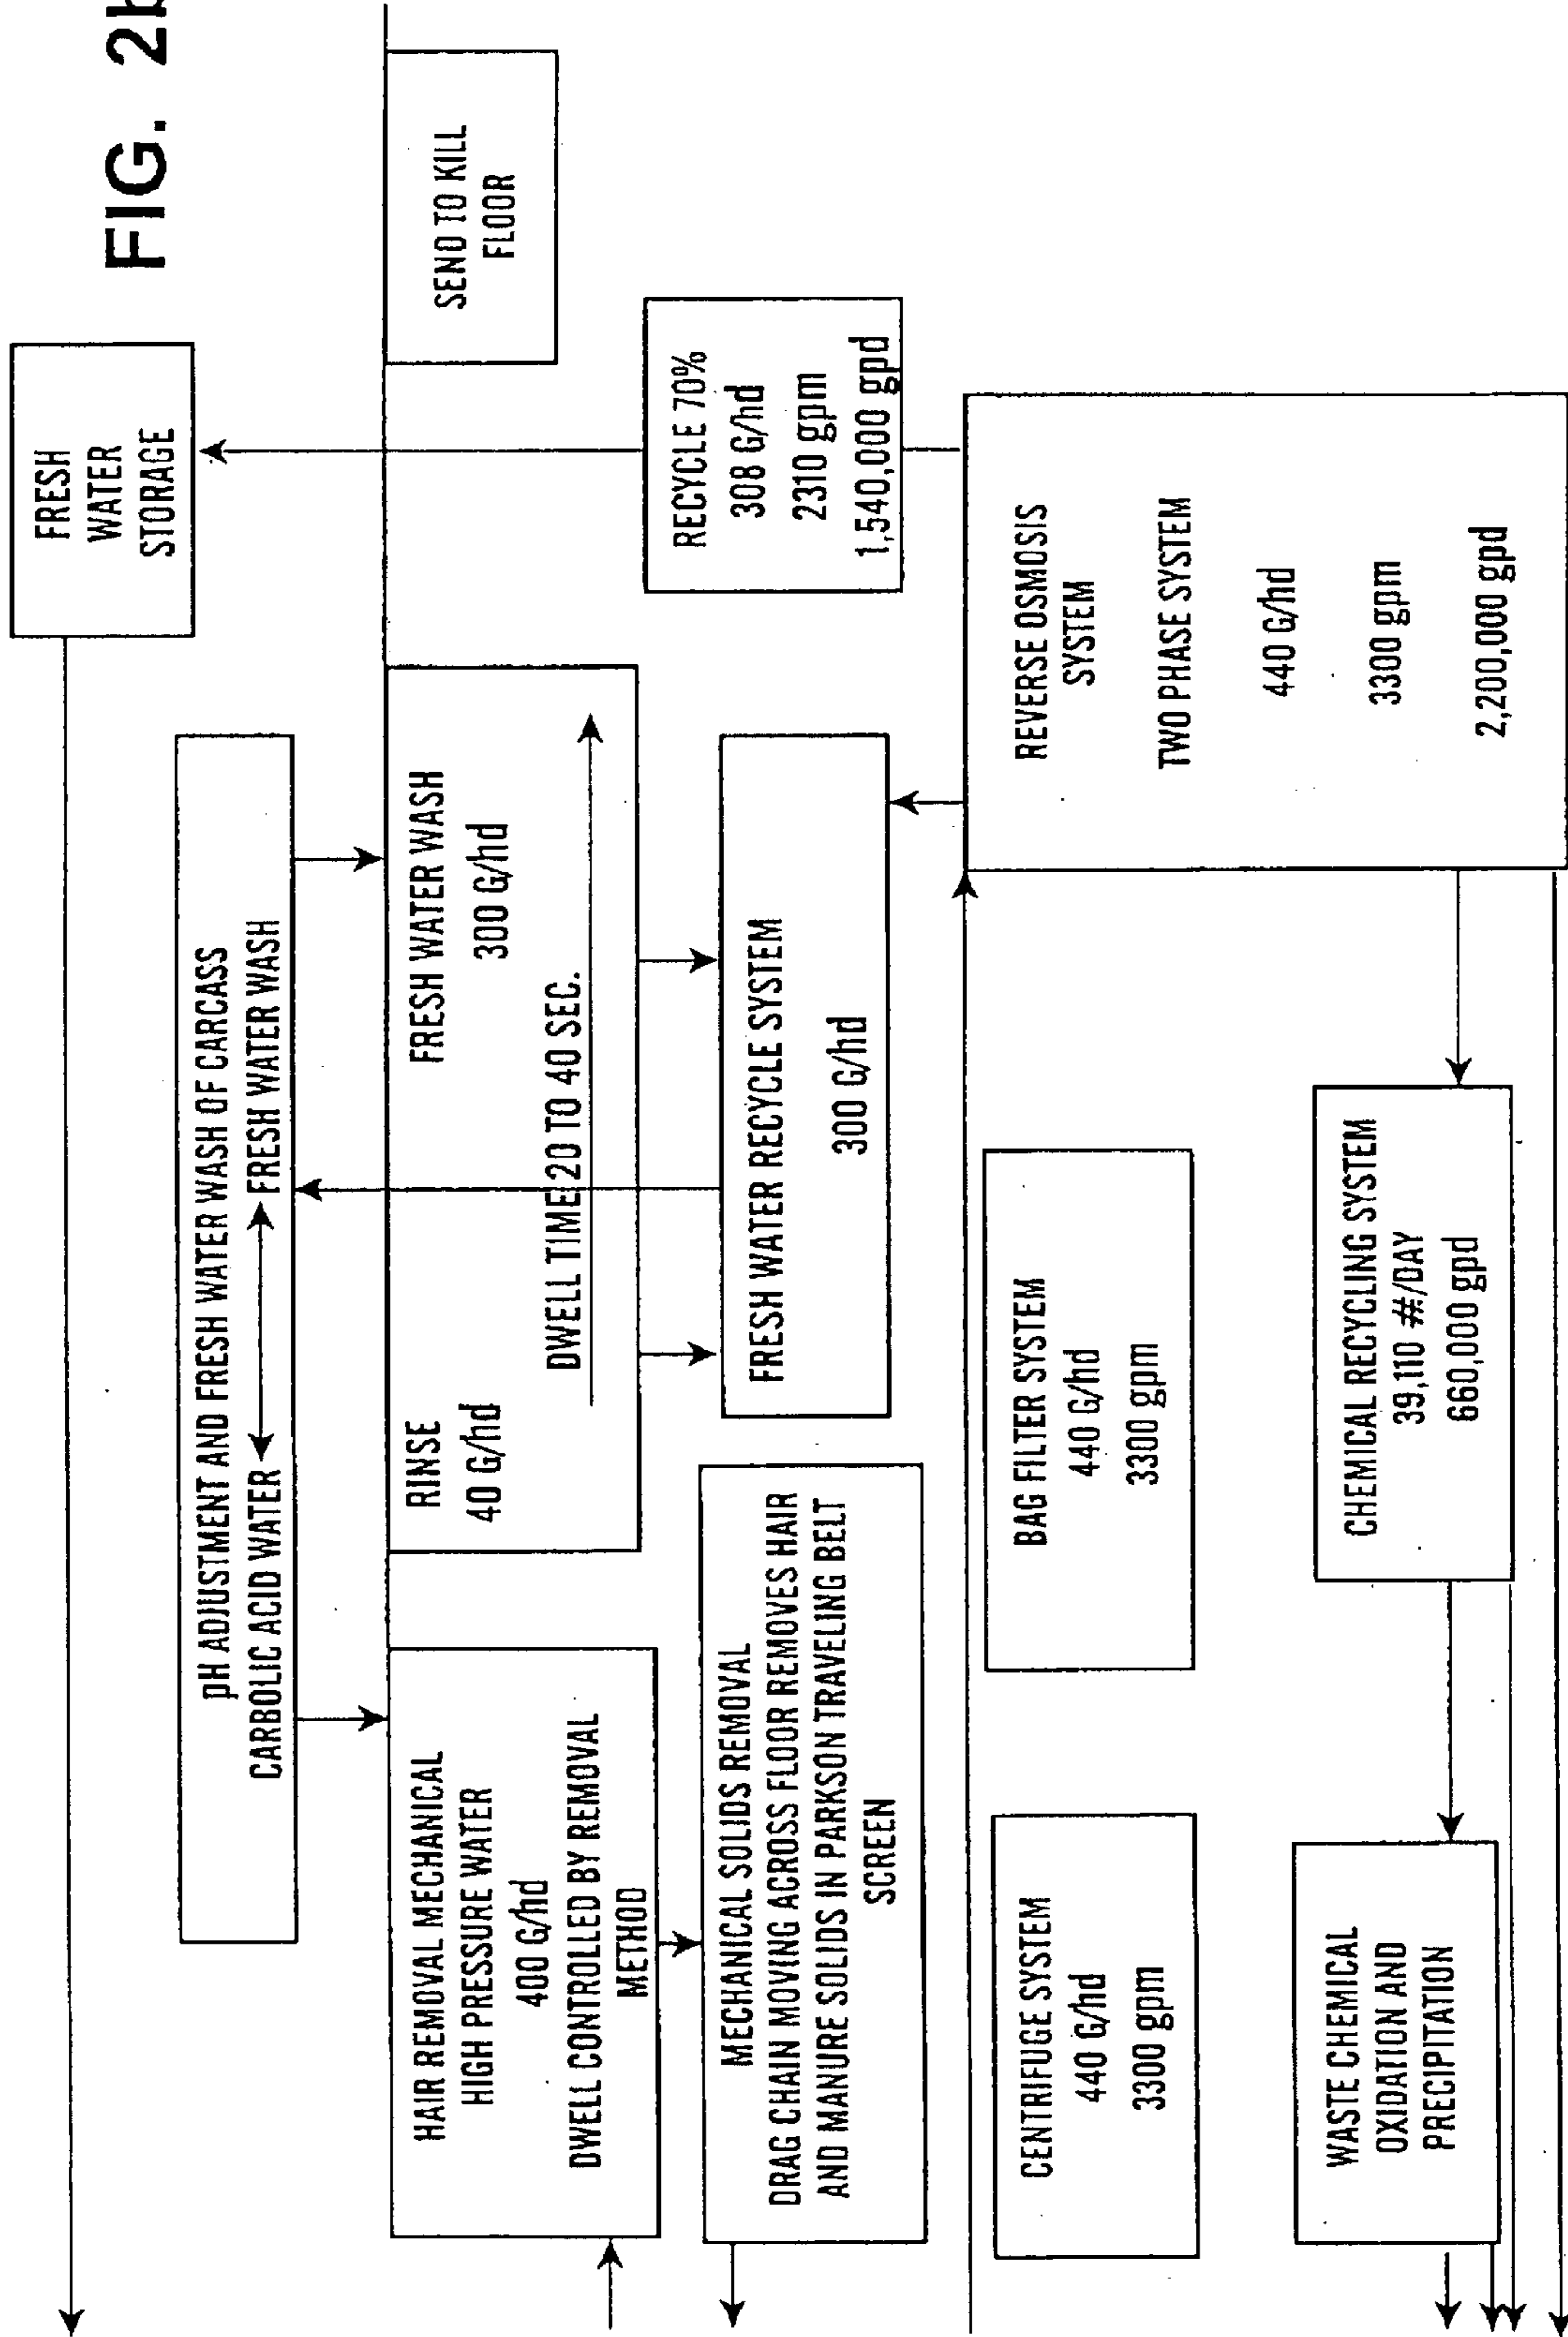 FIG. 2b
FRESH
WATER
STORAGE
pH ADJUSTMENT AND FRESH WATER WASH OF CARCASS
CARBOLIC ACID WATER FRESH WATER WASH
HAIR REMOVAL MECHANICAL
HIGH PRESSURE WATER
400 G/hd
DWELL CONTROLLED BY REMOVAL
METHOD
RINSE
40 G/hd
FRESH WATER WASH
300 G/hd
DWELL TIME 20 TO 40 SEC.
SEND TO KILL
FLOOR
MECHANICAL SOLIDS REMOVAL
DRAG CHAIN MOVING ACROSS FLOOR REMOVES HAIR
AND MANURE SOLIDS IN PARKSON TRAVELING BELT
SCREEN
FRESH WATER RECYCLE SYSTEM
300 G/hd
RECYCLE 70%
308 G/hd
2310 gpm
1,540,000 gpd
CENTRIFUGE SYSTEM
440 G/hd
3300 gpm
BAG FILTER SYSTEM
440 G/hd
3300 gpm
REVERSE OSMOSIS
SYSTEM
TWO PHASE SYSTEM
440 G/hd
3300 gpm
2,200,000 gpd
WASTE CHEMICAL
OXIDATION AND
PRECIPITATION
CHEMICAL RECYCLING SYSTEM
39,110 #/DAY
660,000 gpd